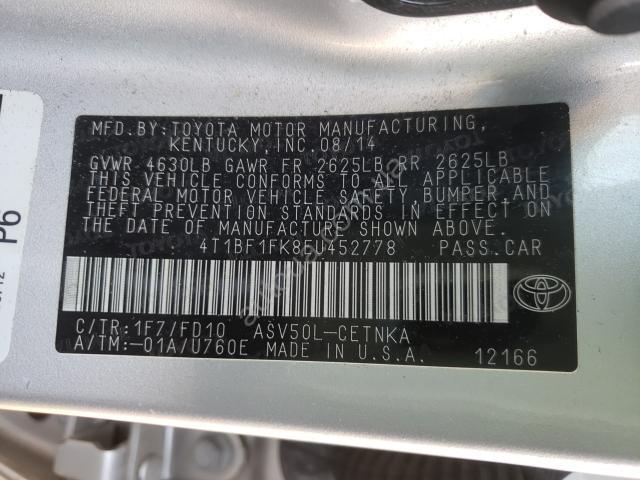 MFD.BY:TOYOTA MOTOR MANUFACTURING,
KENTUCKY,INC.08/14
GVWR 4630LB GAWR FR 2625LB RR 2625LB
THIS VEHICLE CONFORMS TO ALL APPLICABLE
FEDERAL MOTOR VEHICLE SAFETY,BUMPER,AND
THEFT PREVENTION STANDARDS IN EFFECT ON
THE DATE OF MANUFACTURE SHOWN ABOVE.
4T1BF1FK8EU452778 PASS.CAR
C/TR:1F7/FD10 ASV50L-CETNKA
A/TM:-01A/U760E MADE IN U.S.A. 12166
P6